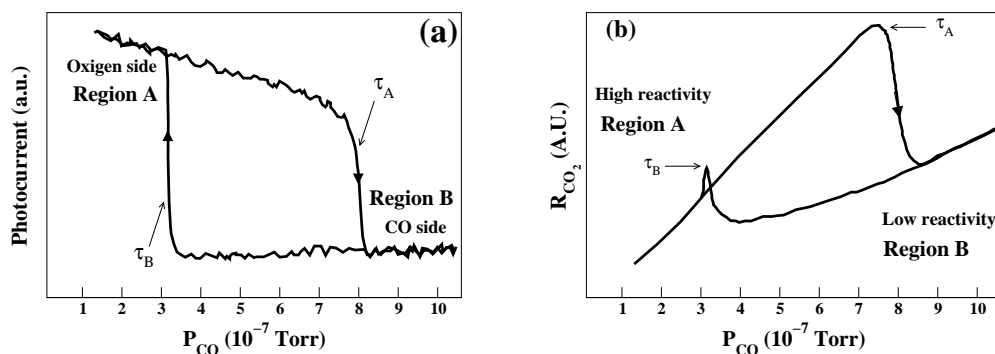 (a)
Photocurrent (a.u.)
Oxigen side
Region A
τA
Region B
CO side
τB
1 2 3 4 5 6 7 8 9 10
PCO (10-7 Torr)
(b)
RCO2 (A.U.)
τA
High reactivity
Region A
τB
Low reactivity
Region B
1 2 3 4 5 6 7 8 9 10
PCO (10-7 Torr)